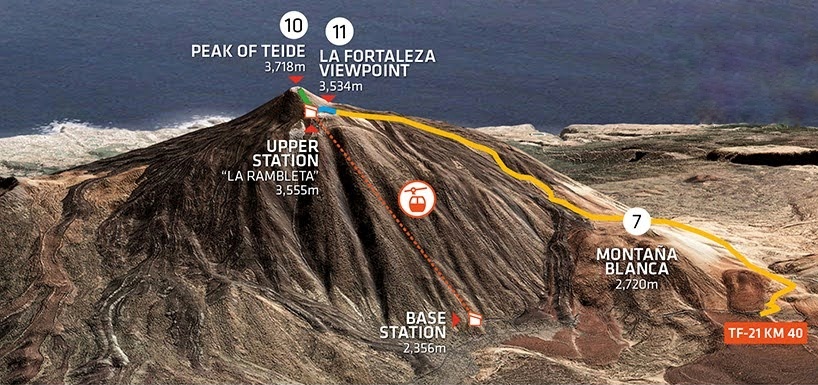 10
PEAK OF TEIDE
3,718m
11
LA FORTALEZA
VIEWPOINT
3,534m
UPPER
STATION
“LA RAMBLETA”
3,555m
7
MONTAÑA
BLANCA
2,720m
BASE
STATION
2,356m
TF-21 KM 40